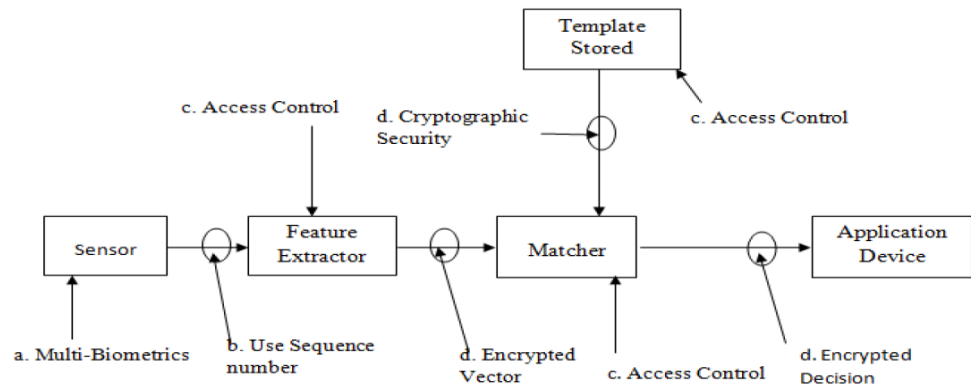 Template
Stored
c. Access Control
d. Cryptographic
Security
c. Access Control
Sensor
Feature
Extractor
Matcher
Application
Device
a. Multi-Biometrics
b. Use Sequence
number
d. Encrypted
Vector
c. Access Control
d. Encrypted
Decision